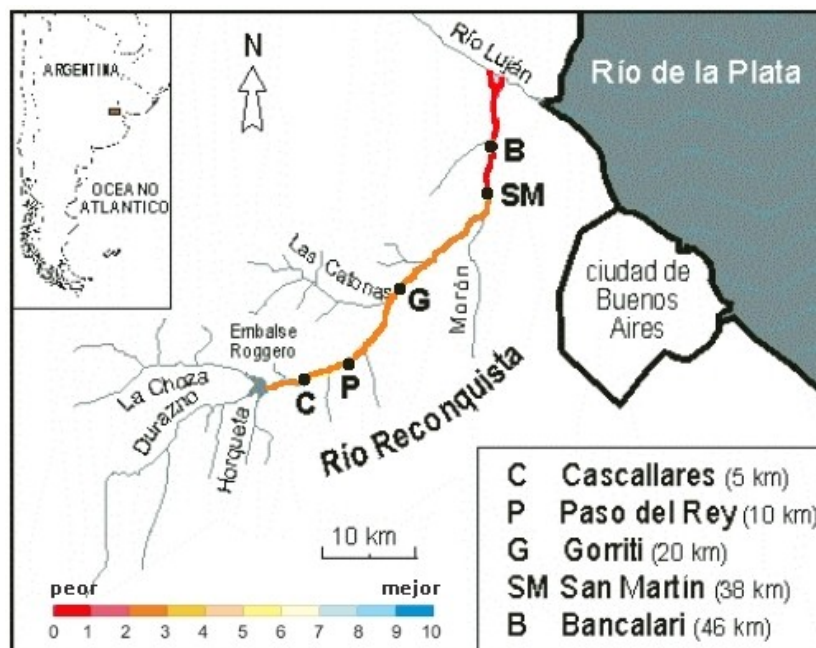 ARGENTINA
OCEANO
ATLANTICO
N
Río Luján
Río de la Plata
B
SM
Las Catonas
G
Morón
ciudad de
Buenos
Aires
Embalse
Roggero
La Choza
Durazno
Horqueta
C
P
Río Reconquista
10 km
C Cascallares (5 km)
P Paso del Rey (10 km)
G Gorriti (20 km)
SM San Martín (38 km)
B Bancalari (46 km)
peor mejor
0 1 2 3 4 5 6 7 8 9 10